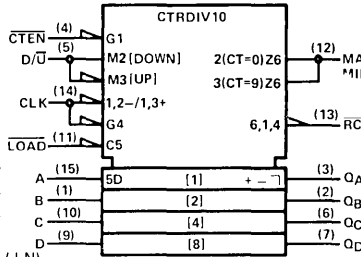 CTRDIV10
CTEN (4) G1
D/U (5) M2 [DOWN] 2(CT=0)Z6 (12) MA
M3 [UP] 3(CT=9)Z6
CLK (14) 1,2–/1,3+
G4 6,1,4 (13) RC
LOAD (11) C5
A (15) 5D [1] + – ¬ (3) QA
B (1) [2] (2) QB
C (10) [4] (6) QC
D (9) [8] (7) QD